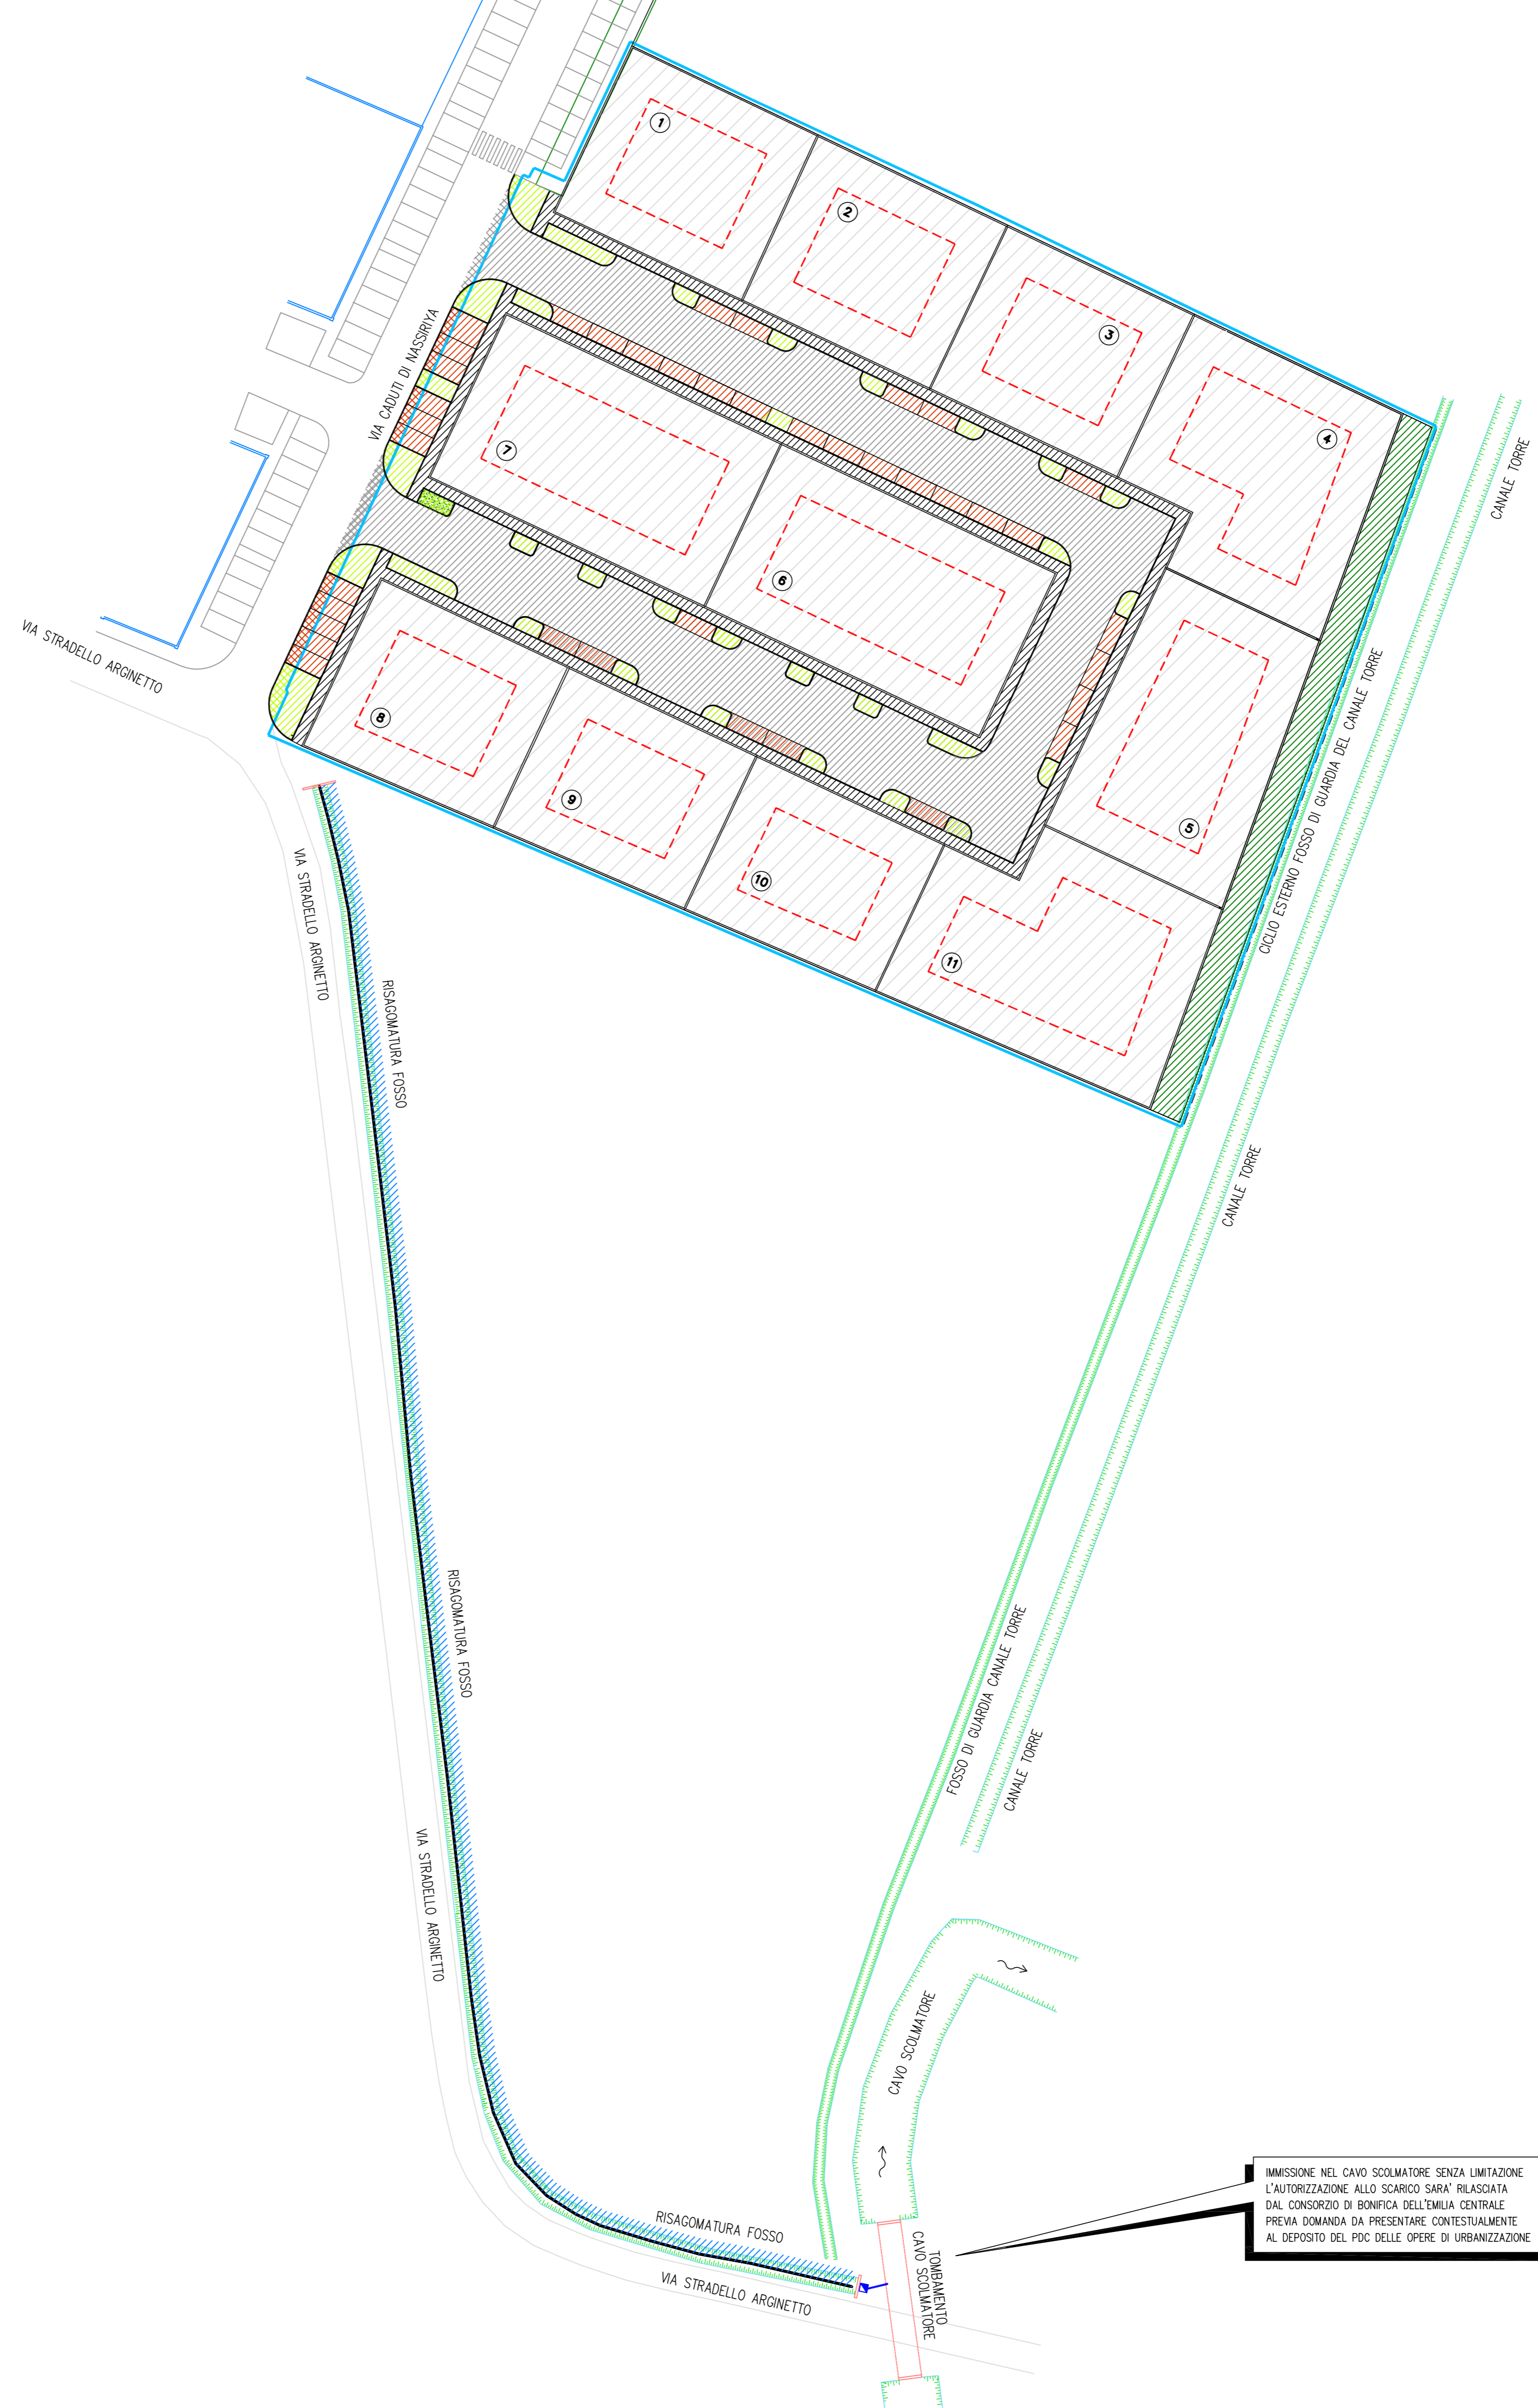 1
2
3
4
VIA CADUTI DI NASSIRIYA
7
6
CANALE TORRE
VIA STRADELLO ARGINETTO
8
9
10
5
11
CICLIO ESTERNO FOSSO DI GUARDIA DEL CANALE TORRE
VIA STRADELLO ARGINETTO
RISAGOMATURA FOSSO
CANALE TORRE
RISAGOMATURA FOSSO
FOSSO DI GUARDIA CANALE TORRE
CANALE TORRE
VIA STRADELLO ARGINETTO
CAVO SCOLMATORE
RISAGOMATURA FOSSO
VIA STRADELLO ARGINETTO
TOMBAMENTO
CAVO SCOLMATORE
IMMISSIONE NEL CAVO SCOLMATORE SENZA LIMITAZIONE
L'AUTORIZZAZIONE ALLO SCARICO SARA' RILASCIATA
DAL CONSORZIO DI BONIFICA DELL'EMILIA CENTRALE
PREVIA DOMANDA DA PRESENTARE CONTESTUALMENTE
AL DEPOSITO DEL PDC DELLE OPERE DI URBANIZZAZIONE